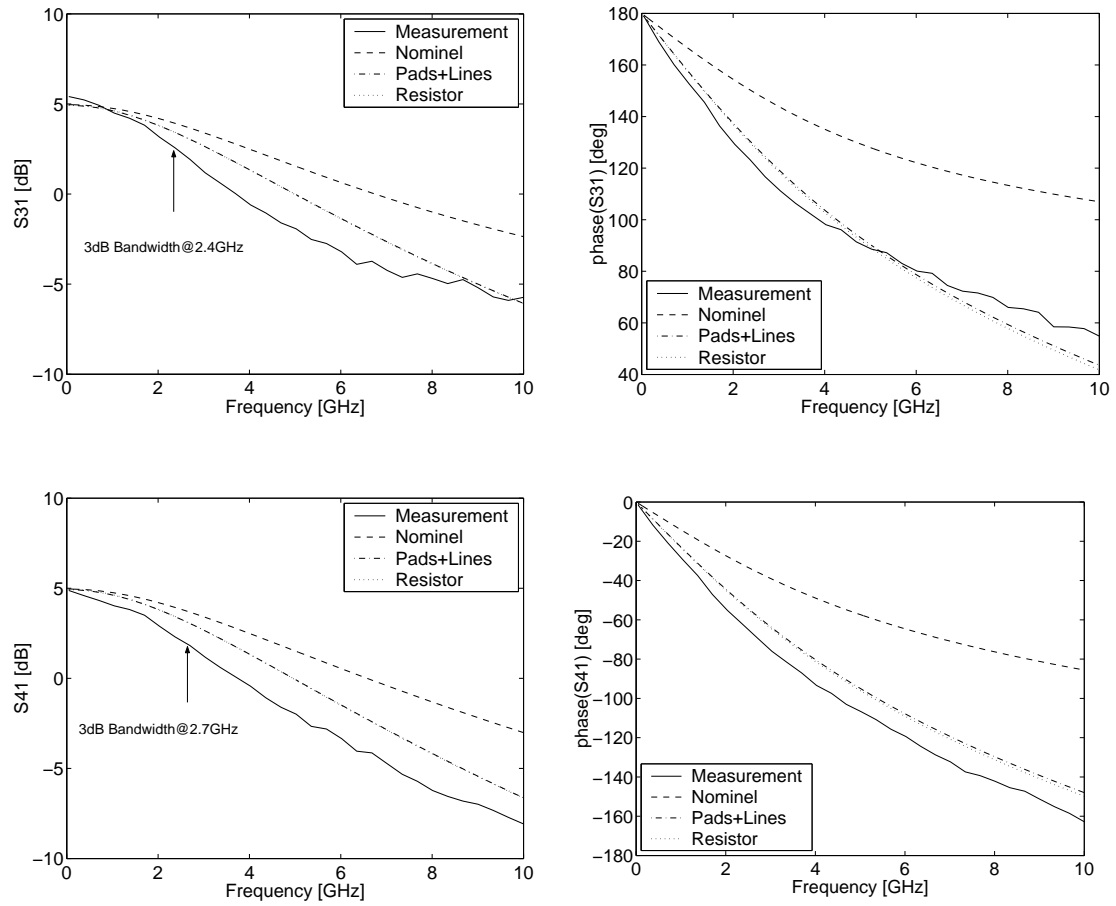 10
5
0
−5
−10
S31 [dB]
Measurement
Nominel
Pads+Lines
Resistor
3dB Bandwidth@2.4GHz
0 2 4 6 8 10
Frequency [GHz]
180
160
140
120
100
80
60
40
phase(S31) [deg]
Measurement
Nominel
Pads+Lines
Resistor
0 2 4 6 8 10
Frequency [GHz]
10
5
0
−5
−10
S41 [dB]
Measurement
Nominel
Pads+Lines
Resistor
3dB Bandwidth@2.7GHz
0 2 4 6 8 10
Frequency [GHz]
0
−20
−40
−60
−80
−100
−120
−140
−160
−180
phase(S41) [deg]
Measurement
Nominel
Pads+Lines
Resistor
0 2 4 6 8 10
Frequency [GHz]